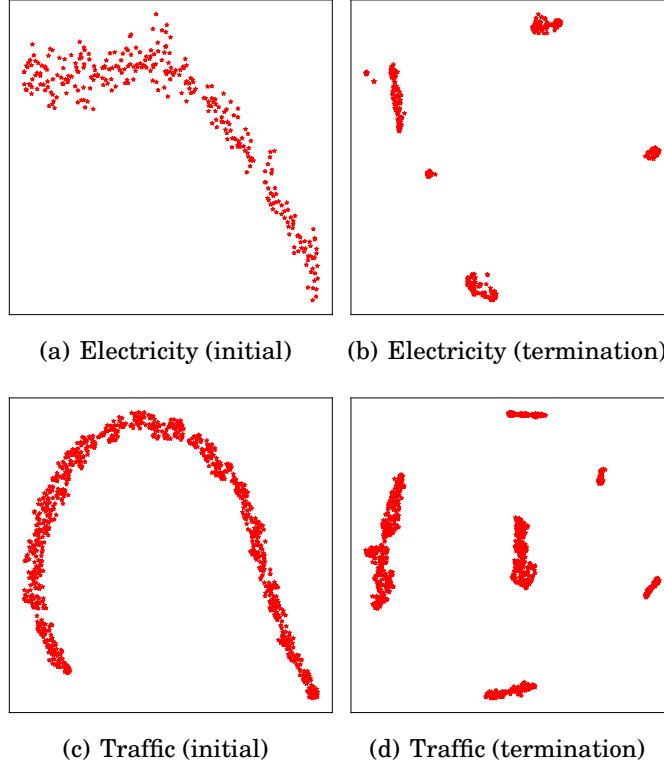 (a) Electricity (initial)
(b) Electricity (termination)
(c) Traffic (initial)
(d) Traffic (termination)